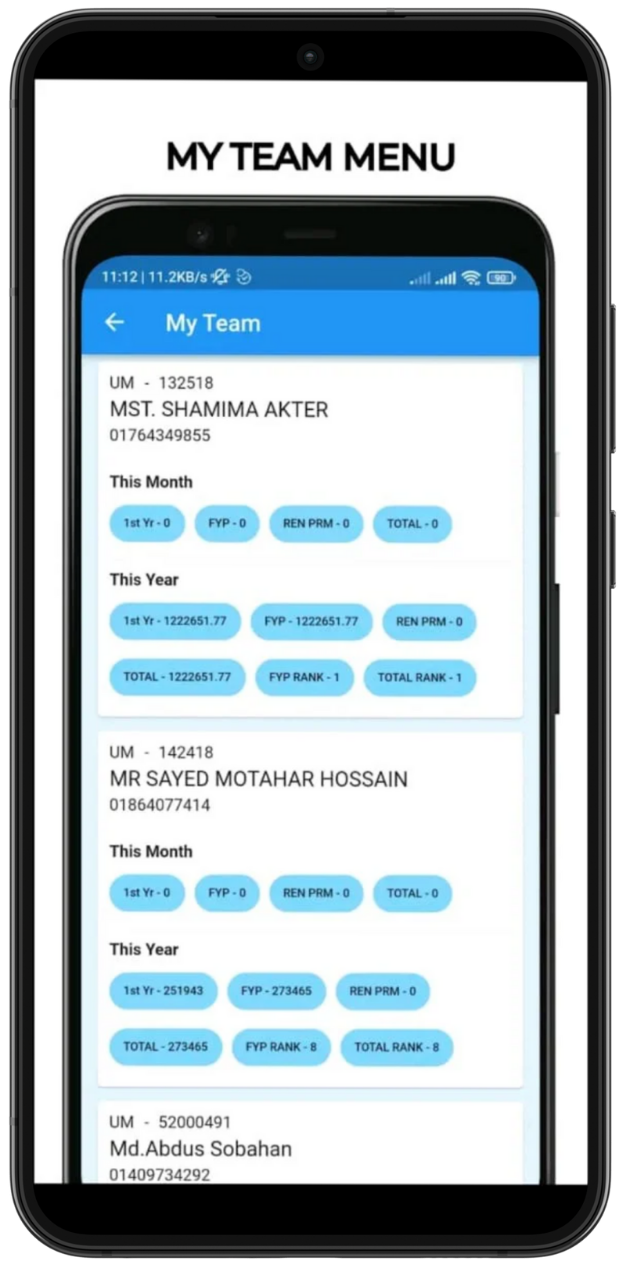 MY TEAM MENU
11:12 | 11.2KB/s 90
My Team
UM - 132518
MST. SHAMIMA AKTER
01764349855
This Month
1st Yr - 0 FYP - 0 REN PRM - 0 TOTAL - 0
This Year
1st Yr - 1222651.77 FYP - 1222651.77 REN PRM - 0
TOTAL - 1222651.77 FYP RANK - 1 TOTAL RANK - 1
UM - 142418
MR SAYED MOTAHAR HOSSAIN
01864077414
This Month
1st Yr - 0 FYP - 0 REN PRM - 0 TOTAL - 0
This Year
1st Yr - 251943 FYP - 273465 REN PRM - 0
TOTAL - 273465 FYP RANK - 8 TOTAL RANK - 8
UM - 52000491
Md.Abdus Sobahan
01409734292